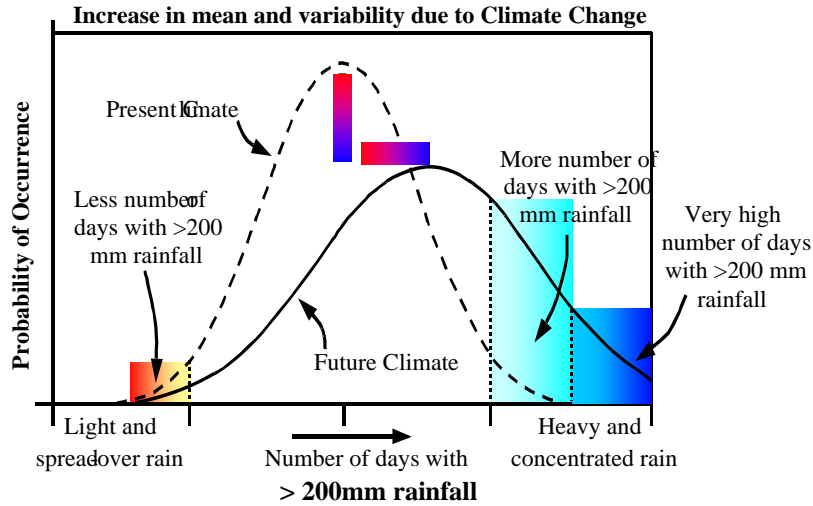 Increase in mean and variability due to Climate Change
Probability of Occurrence
Present Climate
Less number of
days with >200
mm rainfall
More number of
days with >200
mm rainfall
Very high
number of days
with >200 mm
rainfall
Future Climate
Light and
spread-over rain
Number of days with
> 200mm rainfall
Heavy and
concentrated rain